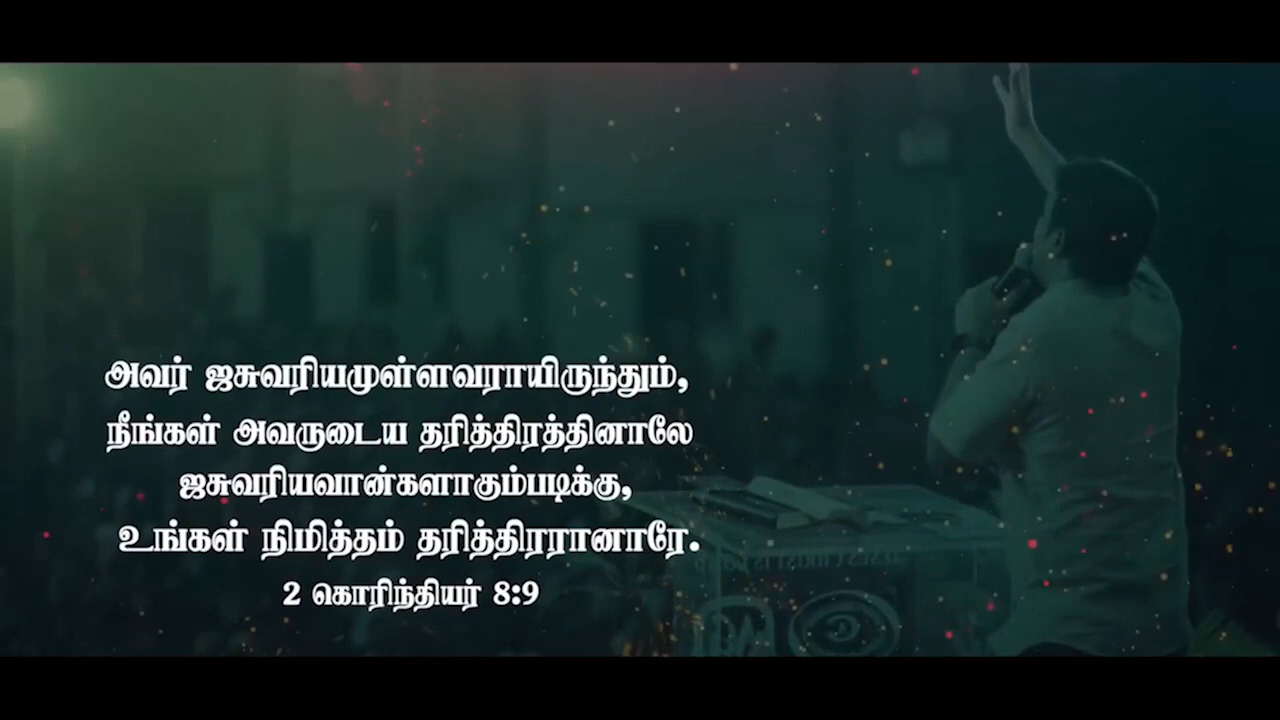 அவர் ஐசுவரியமுள்ளவராயிருந்தும்,
நீங்கள் அவருடைய தரித்திரத்தினாலே
ஐசுவரியவான்களாகும்படிக்கு,
உங்கள் நிமித்தம் தரித்திரரானாரே.
2 கொரிந்தியர் 8:9